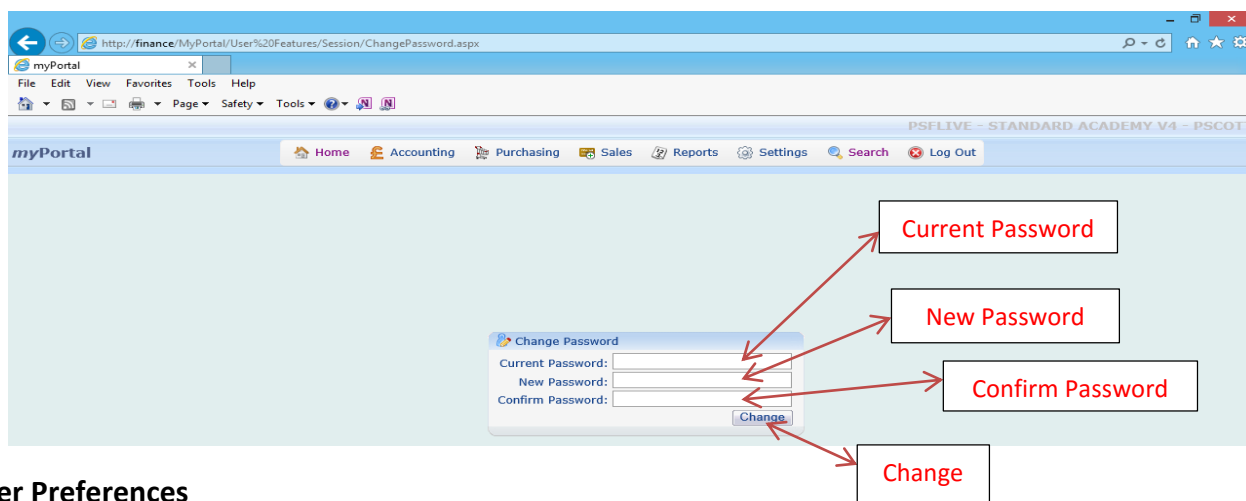 http://finance/MyPortal/User%20Features/Session/ChangePassword.aspx
myPortal
File Edit View Favorites Tools Help
Page Safety Tools
PSFLIVE - STANDARD ACADEMY V4 - PSCOT
myPortal Home Accounting Purchasing Sales Reports Settings Search Log Out
Current Password
New Password
Change Password
Current Password:
New Password:
Confirm Password:
Confirm Password
Change
Change
er Preferences